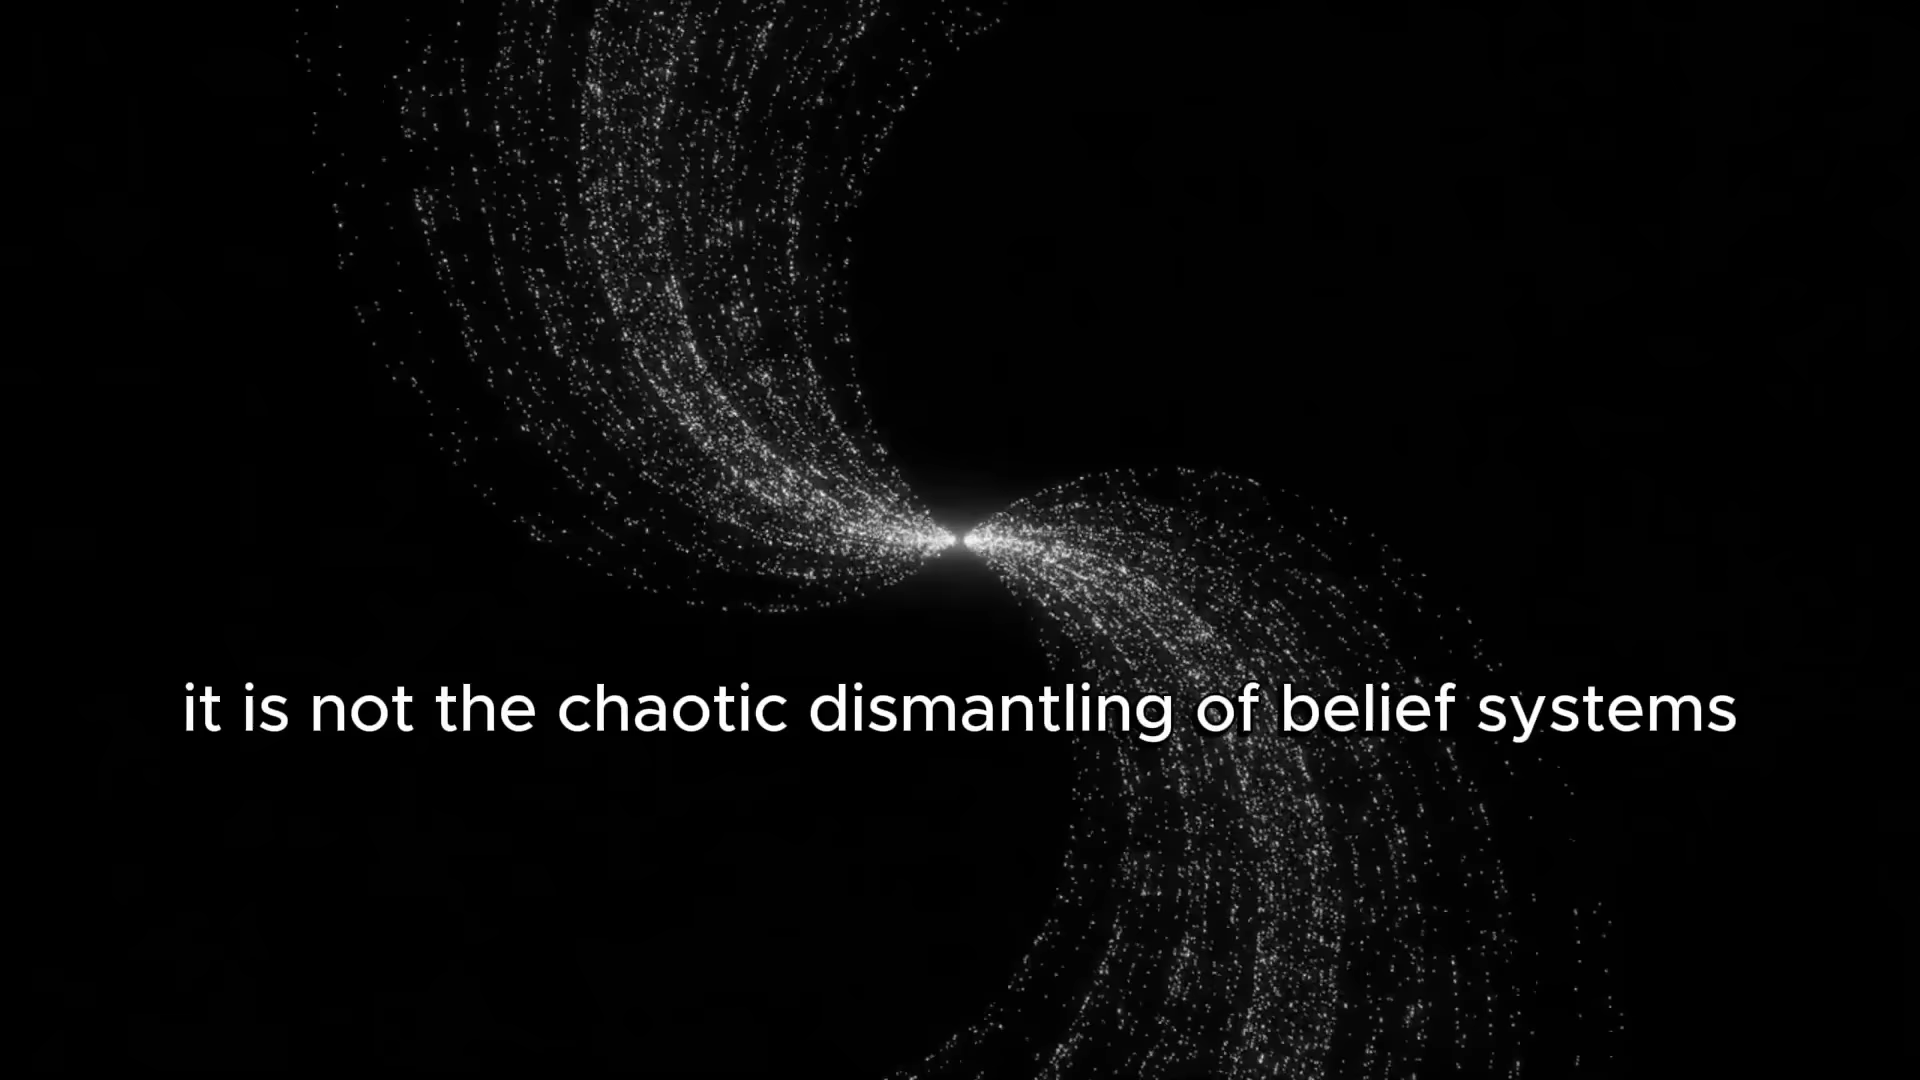 it is not the chaotic dismantling of belief systems